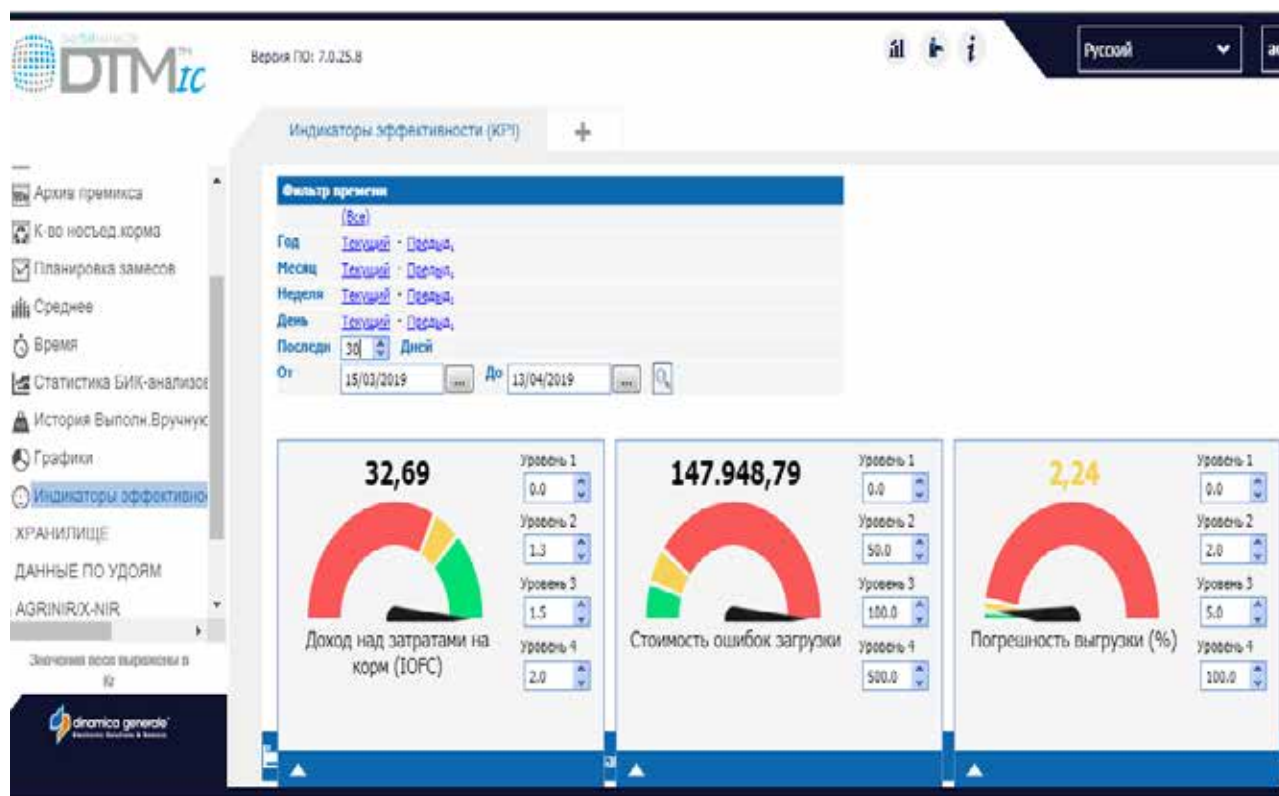 DTM™
IC
Версия ПО: 7.0.25.8
Русский
Индикаторы эффективности (KPI)
+
Архив премикса
К-во несъед.корма
Планировка замесов
Среднее
Время
Статистика БИК-анализов
История Выполн.Вручную
Графики
Индикаторы эффективно
ХРАНИЛИЩЕ
ДАННЫЕ ПО УДОЯМ
AGRINIR/X-NIR
Значения веса выражены в
Кг
dinamica generale®
Фильтр времени
(Все)
Год Текущий - Предыд.
Месяц Текущий - Предыд.
Неделя Текущий - Предыд.
День Текущий - Предыд.
Последн 30 Дней
От 15/03/2019 ... До 13/04/2019 ...
32,69
Уровень 1
0.0
Уровень 2
1.3
Уровень 3
1.5
Уровень 4
2.0
Доход над затратами на
корм (IOFC)
147.948,79
Уровень 1
0.0
Уровень 2
50.0
Уровень 3
100.0
Уровень 4
500.0
Стоимость ошибок загрузки
2,24
Уровень 1
0.0
Уровень 2
2.0
Уровень 3
5.0
Уровень 4
100.0
Погрешность выгрузки (%)